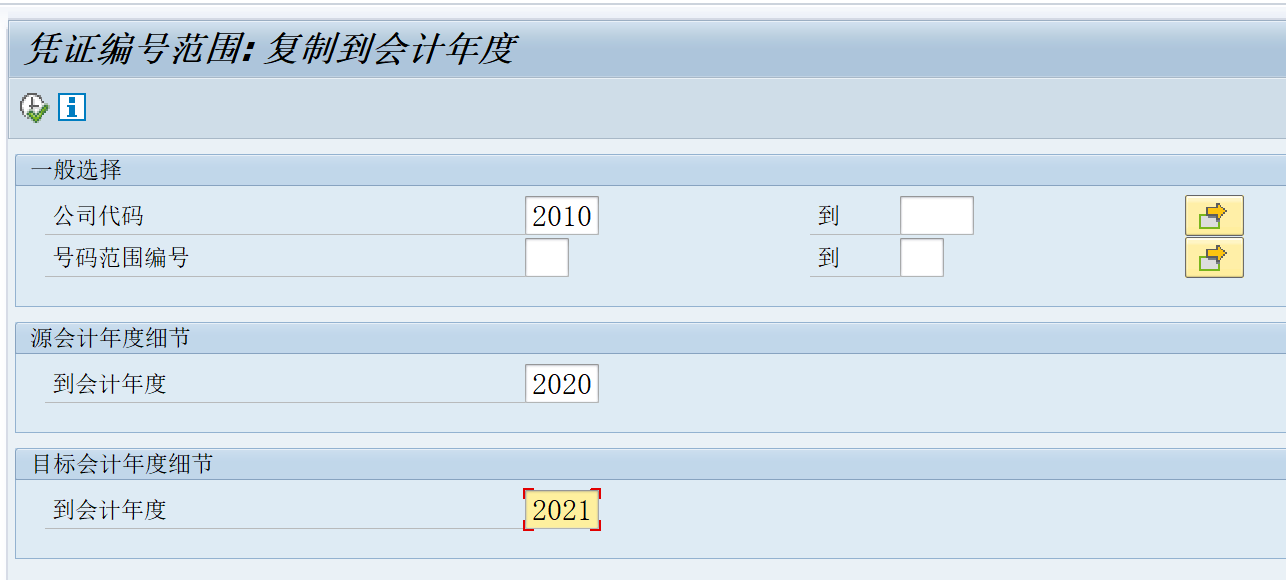 凭证编号范围: 复制到会计年度
一般选择
公司代码 2010 到
号码范围编号 到
源会计年度细节
到会计年度 2020
目标会计年度细节
到会计年度 2021